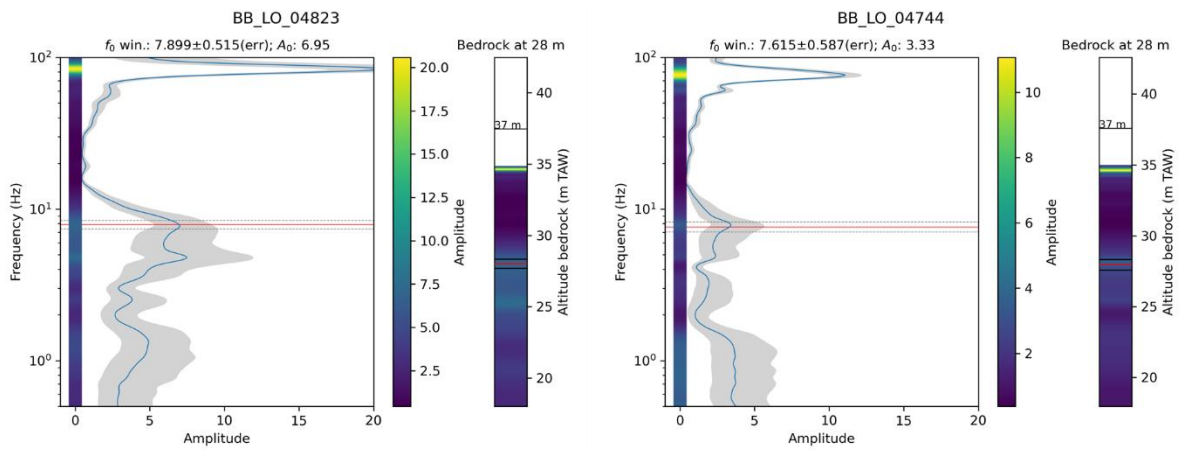 BB_LO_04823
f₀ win.: 7.899±0.515(err); A₀: 6.95
Bedrock at 28 m
10²
10¹
10⁰
Frequency (Hz)
0
5
10
15
20
Amplitude
20.0
17.5
15.0
12.5
10.0
7.5
5.0
2.5
Amplitude
37 m
40
35
30
25
20
Altitude bedrock (m TAW)
BB_LO_04744
f₀ win.: 7.615±0.587(err); A₀: 3.33
Bedrock at 28 m
10²
10¹
10⁰
Frequency (Hz)
0
5
10
15
20
Amplitude
10
8
6
4
2
Amplitude
37 m
40
35
30
25
20
Altitude bedrock (m TAW)